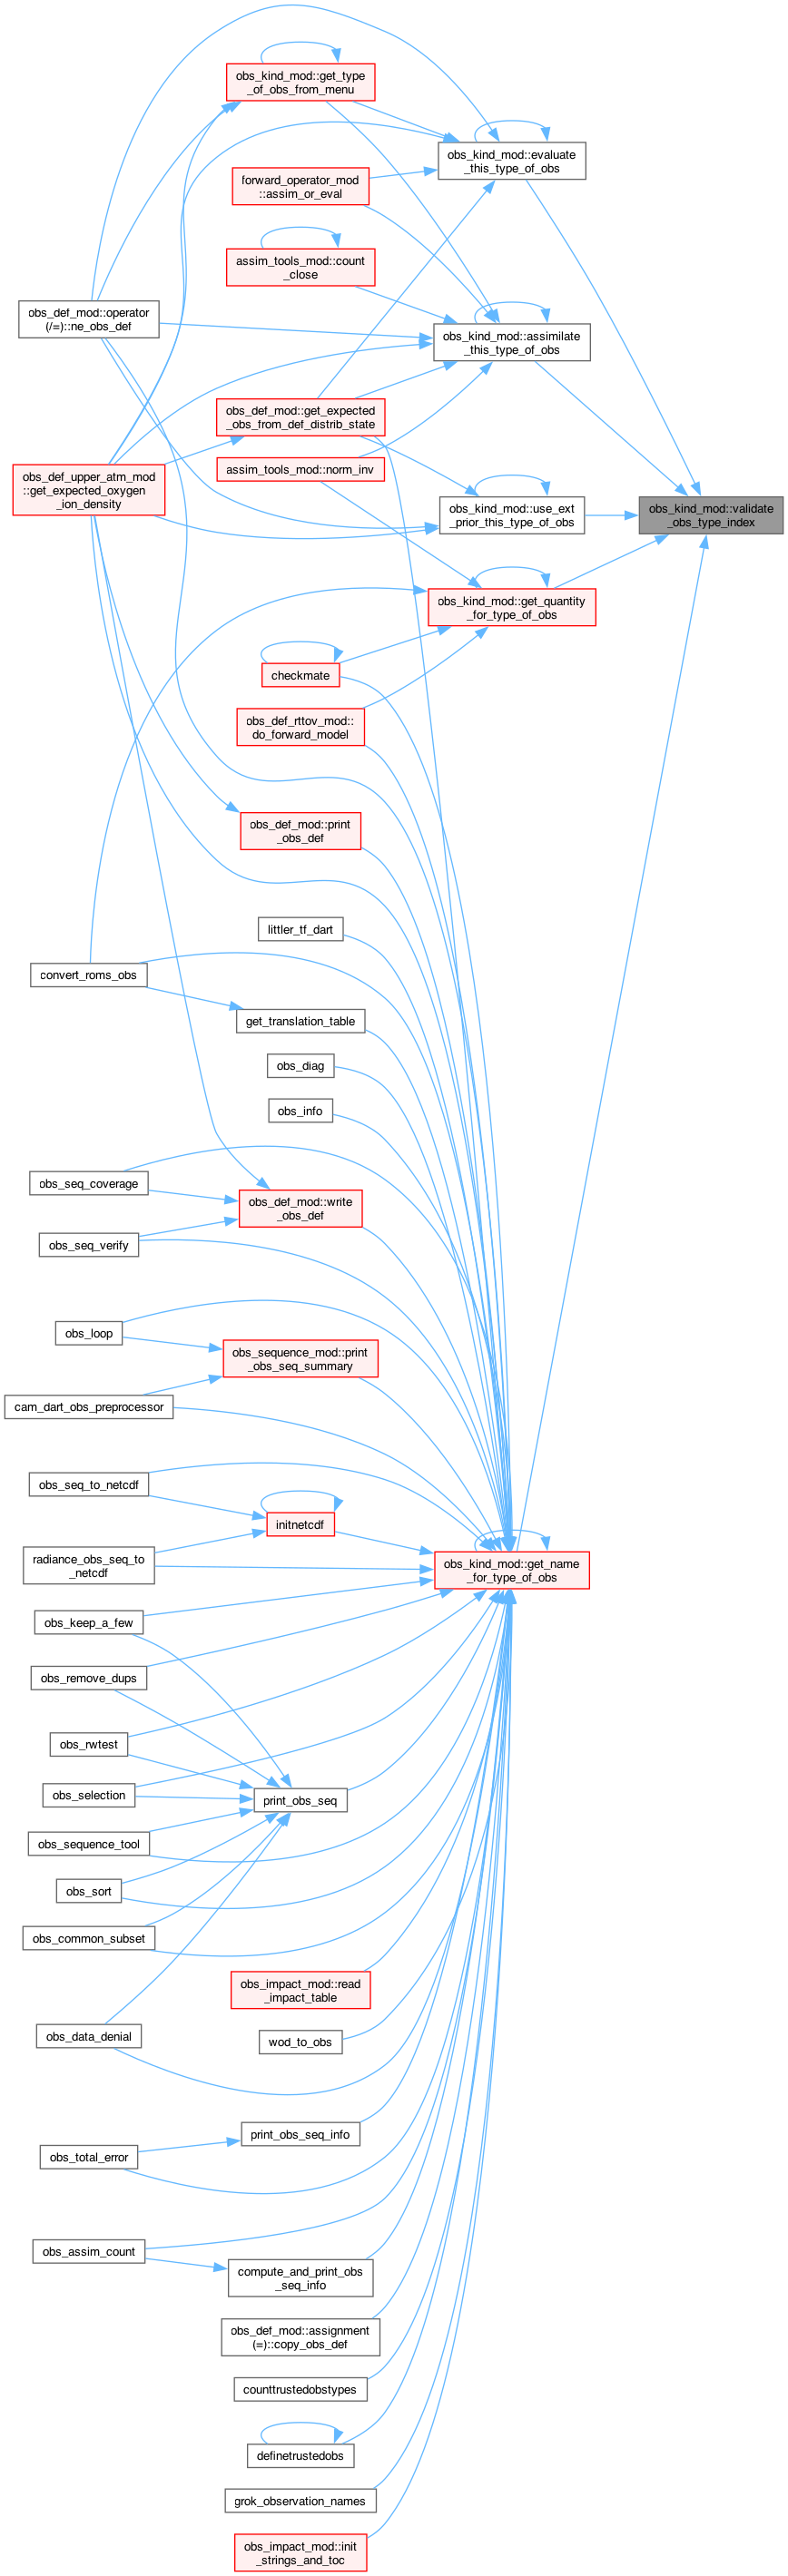 obs_kind_mod::get_type
_of_obs_from_menu
obs_kind_mod::evaluate
_this_type_of_obs
forward_operator_mod
::assim_or_eval
assim_tools_mod::count
_close
obs_def_mod::operator
(/=)::ne_obs_def
obs_kind_mod::assimilate
_this_type_of_obs
obs_def_mod::get_expected
_obs_from_def_distrib_state
assim_tools_mod::norm_inv
obs_def_upper_atm_mod
::get_expected_oxygen
_ion_density
obs_kind_mod::use_ext
_prior_this_type_of_obs
obs_kind_mod::validate
_obs_type_index
obs_kind_mod::get_quantity
_for_type_of_obs
checkmate
obs_def_rttov_mod::
do_forward_model
obs_def_mod::print
_obs_def
littler_tf_dart
convert_roms_obs
get_translation_table
obs_diag
obs_info
obs_seq_coverage
obs_def_mod::write
_obs_def
obs_seq_verify
obs_loop
obs_sequence_mod::print
_obs_seq_summary
cam_dart_obs_preprocessor
obs_seq_to_netcdf
initnetcdf
radiance_obs_seq_to
_netcdf
obs_kind_mod::get_name
_for_type_of_obs
obs_keep_a_few
obs_remove_dups
obs_rwtest
obs_selection
print_obs_seq
obs_sequence_tool
obs_sort
obs_common_subset
obs_impact_mod::read
_impact_table
obs_data_denial
wod_to_obs
print_obs_seq_info
obs_total_error
obs_assim_count
compute_and_print_obs
_seq_info
obs_def_mod::assignment
(=)::copy_obs_def
counttrustedobstypes
definetrustedobs
grok_observation_names
obs_impact_mod::init
_strings_and_toc